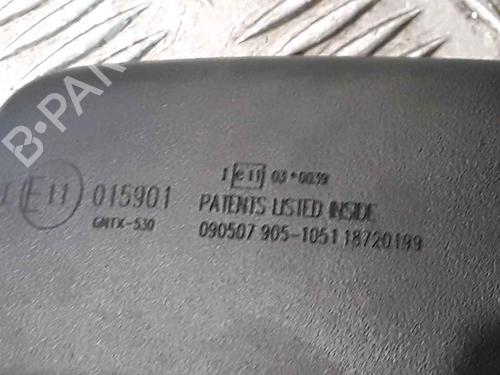 B-PARTS
I E11 015901
GNTX-530
I e11 03*0039
PATENTS LISTED INSIDE
090507 905-1051 18720199